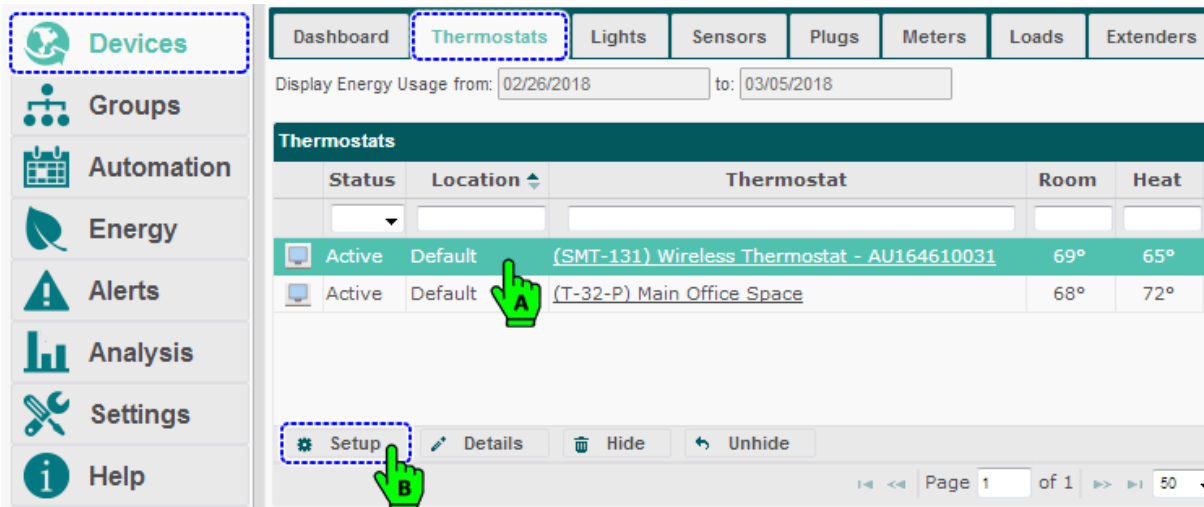 Devices
Groups
Automation
Energy
Alerts
Analysis
Settings
Help
Dashboard Thermostats Lights Sensors Plugs Meters Loads Extenders
Display Energy Usage from: 02/26/2018 to: 03/05/2018
Thermostats
Status Location Thermostat Room Heat
Active Default (SMT-131) Wireless Thermostat - AU164610031 69° 65°
Active Default (T-32-P) Main Office Space 68° 72°
A
Setup Details Hide Unhide
B
Page 1 of 1 50